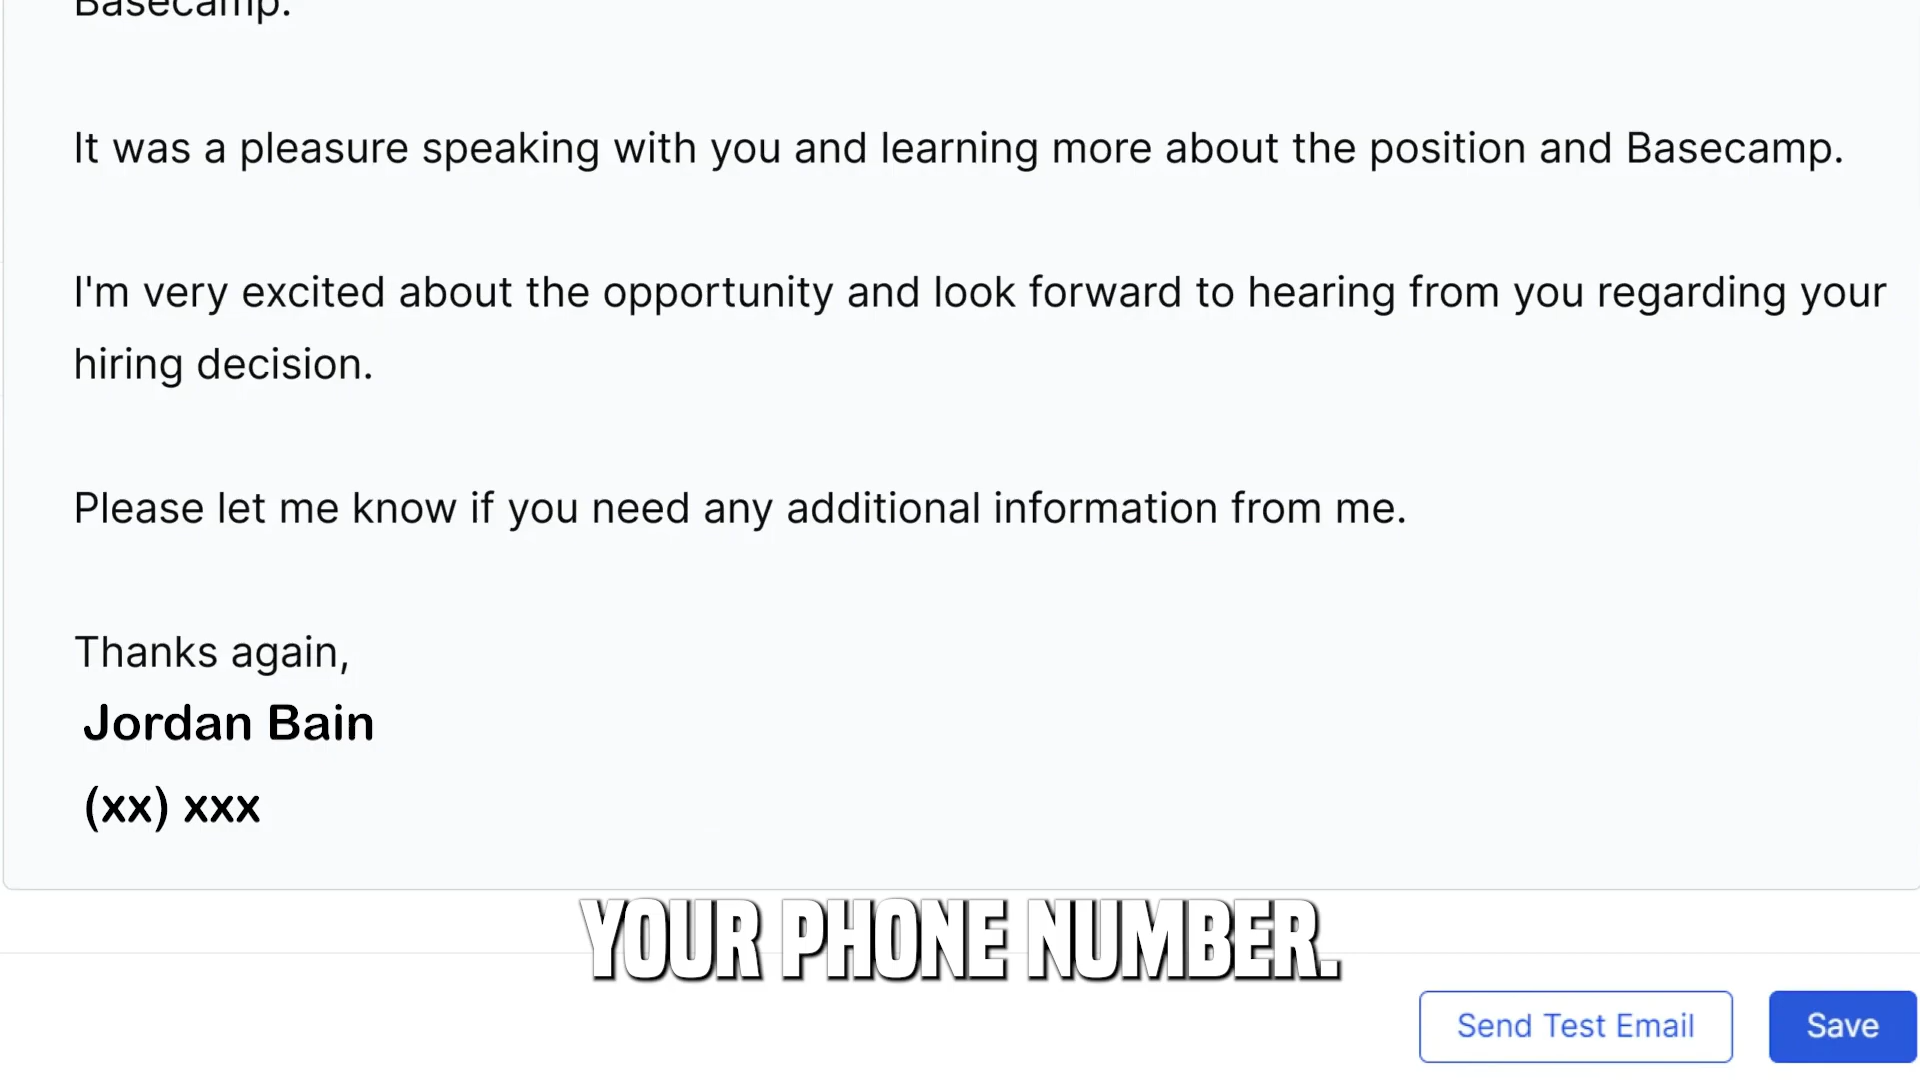 Basecamp.
It was a pleasure speaking with you and learning more about the position and Basecamp.
I'm very excited about the opportunity and look forward to hearing from you regarding your
hiring decision.
Please let me know if you need any additional information from me.
Thanks again,
Jordan Bain
(xx) xxx
YOUR PHONE NUMBER.
Send Test Email
Save